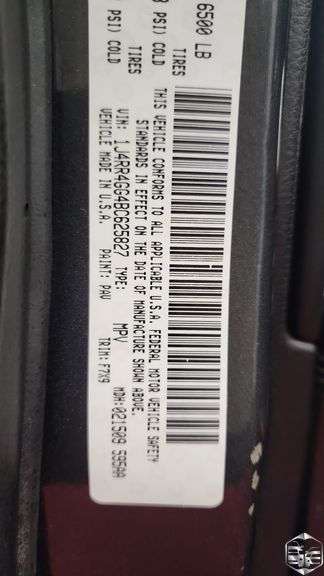 6500 LB
TIRES
PSI) COLD
TIRES
PSI) COLD
THIS VEHICLE CONFORMS TO ALL APPLICABLE U.S.A. FEDERAL MOTOR VEHICLE SAFETY
STANDARDS IN EFFECT ON THE DATE OF MANUFACTURE SHOWN ABOVE.
VIN: 1J4RR4GG4BC625827 TYPE: MPV MDH:021509 595AA
VEHICLE MADE IN U.S.A. PAINT: PAV TRIM: F7X9